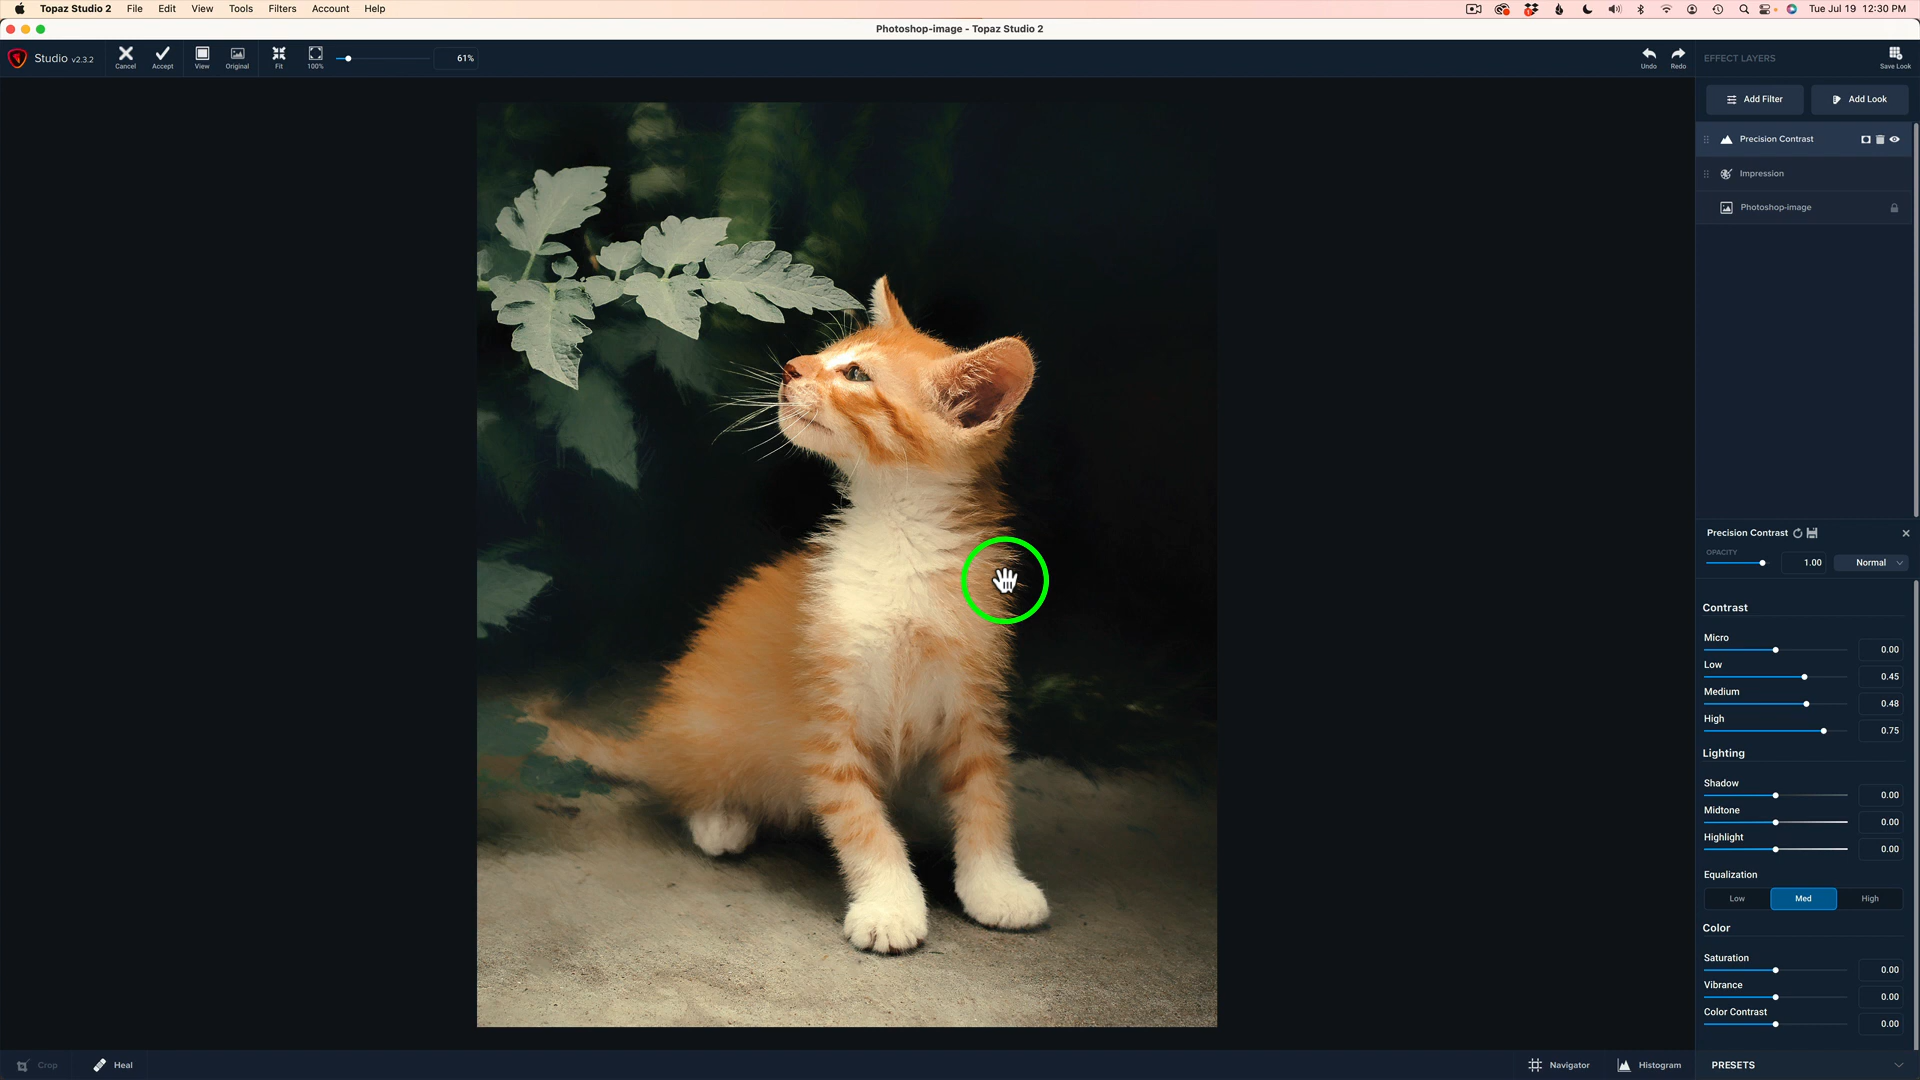 Topaz Studio 2 File Edit View Tools Filters Account Help Tue Jul 19 12:30 PM
Photoshop-image - Topaz Studio 2
Studio v2.3.2 Cancel Accept View Original Fit 100% 61% Undo Redo EFFECT LAYERS Save Look
Add Filter Add Look
Precision Contrast
Impression
Photoshop-image
Precision Contrast
OPACITY
1.00 Normal
Contrast
Micro
0.00
Low
0.45
Medium
0.48
High
0.75
Lighting
Shadow
0.00
Midtone
0.00
Highlight
0.00
Equalization
Low Med High
Color
Saturation
0.00
Vibrance
0.00
Color Contrast
0.00
Crop Heal Navigator Histogram PRESETS